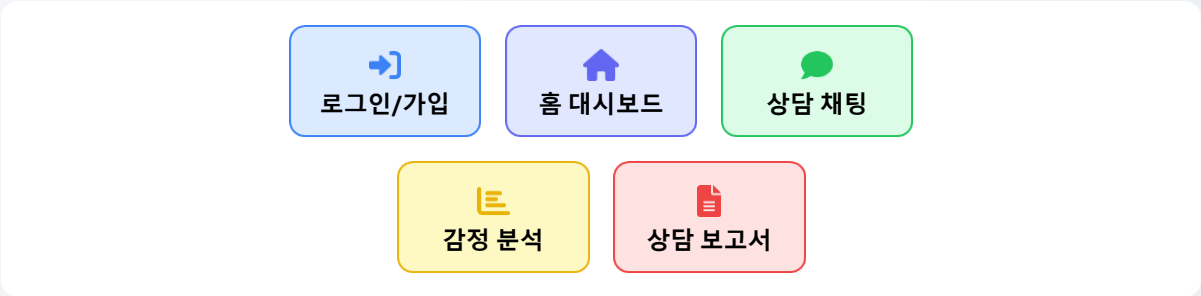 로그인/가입
홈 대시보드
상담 채팅
감정 분석
상담 보고서